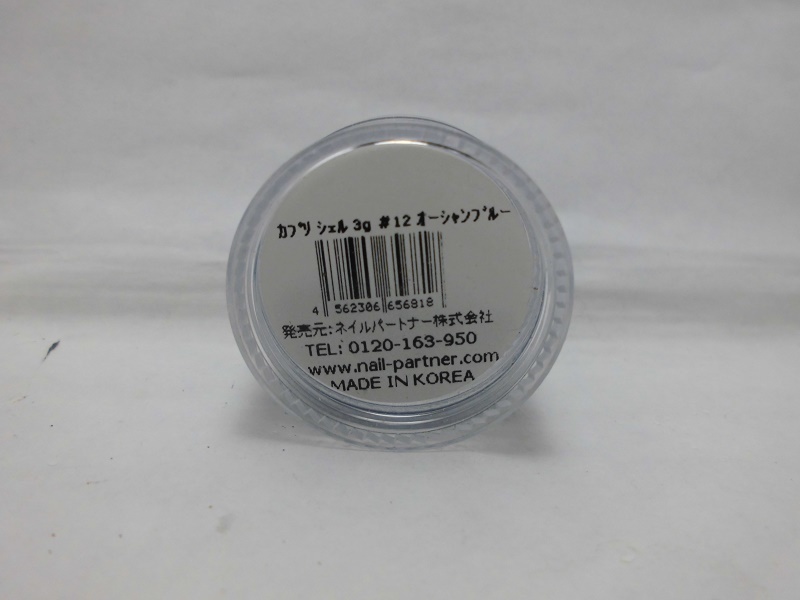 カプリ シェル 3g #12 オーシャンブルー
4 562306 656818
発売元:ネイルパートナー株式会社
TEL: 0120-163-950
www.nail-partner.com
MADE IN KOREA